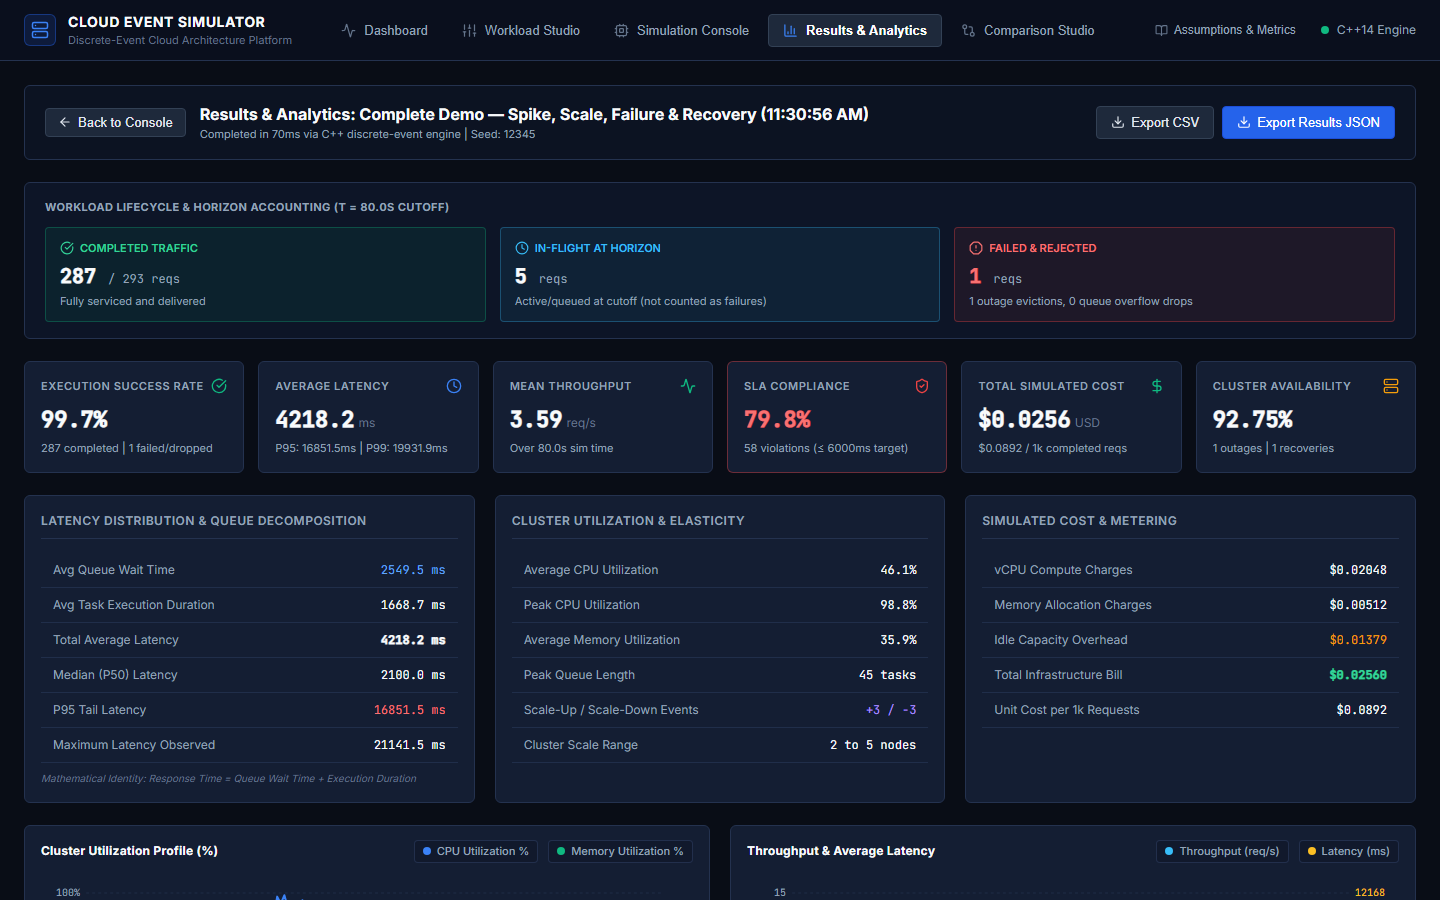 CLOUD EVENT SIMULATOR
Discrete-Event Cloud Architecture Platform
Dashboard
Workload Studio
Simulation Console
Results & Analytics
Comparison Studio
Assumptions & Metrics
C++14 Engine
Back to Console
Results & Analytics: Complete Demo — Spike, Scale, Failure & Recovery (11:30:56 AM)
Completed in 70ms via C++ discrete-event engine | Seed: 12345
Export CSV
Export Results JSON
WORKLOAD LIFECYCLE & HORIZON ACCOUNTING (T = 80.0S CUTOFF)
COMPLETED TRAFFIC
287 / 293 reqs
Fully serviced and delivered
IN-FLIGHT AT HORIZON
5 reqs
Active/queued at cutoff (not counted as failures)
FAILED & REJECTED
1 reqs
1 outage evictions, 0 queue overflow drops
EXECUTION SUCCESS RATE
99.7%
287 completed | 1 failed/dropped
AVERAGE LATENCY
4218.2 ms
P95: 16851.5ms | P99: 19931.9ms
MEAN THROUGHPUT
3.59 req/s
Over 80.0s sim time
SLA COMPLIANCE
79.8%
58 violations (≤ 6000ms target)
TOTAL SIMULATED COST
$0.0256 USD
$0.0892 / 1k completed reqs
CLUSTER AVAILABILITY
92.75%
1 outages | 1 recoveries
LATENCY DISTRIBUTION & QUEUE DECOMPOSITION
Avg Queue Wait Time 2549.5 ms
Avg Task Execution Duration 1668.7 ms
Total Average Latency 4218.2 ms
Median (P50) Latency 2100.0 ms
P95 Tail Latency 16851.5 ms
Maximum Latency Observed 21141.5 ms
Mathematical Identity: Response Time = Queue Wait Time + Execution Duration
CLUSTER UTILIZATION & ELASTICITY
Average CPU Utilization 46.1%
Peak CPU Utilization 98.8%
Average Memory Utilization 35.9%
Peak Queue Length 45 tasks
Scale-Up / Scale-Down Events +3 / -3
Cluster Scale Range 2 to 5 nodes
SIMULATED COST & METERING
vCPU Compute Charges $0.02048
Memory Allocation Charges $0.00512
Idle Capacity Overhead $0.01379
Total Infrastructure Bill $0.02560
Unit Cost per 1k Requests $0.0892
Cluster Utilization Profile (%)
CPU Utilization %
Memory Utilization %
100%
Throughput & Average Latency
Throughput (req/s)
Latency (ms)
15
12168